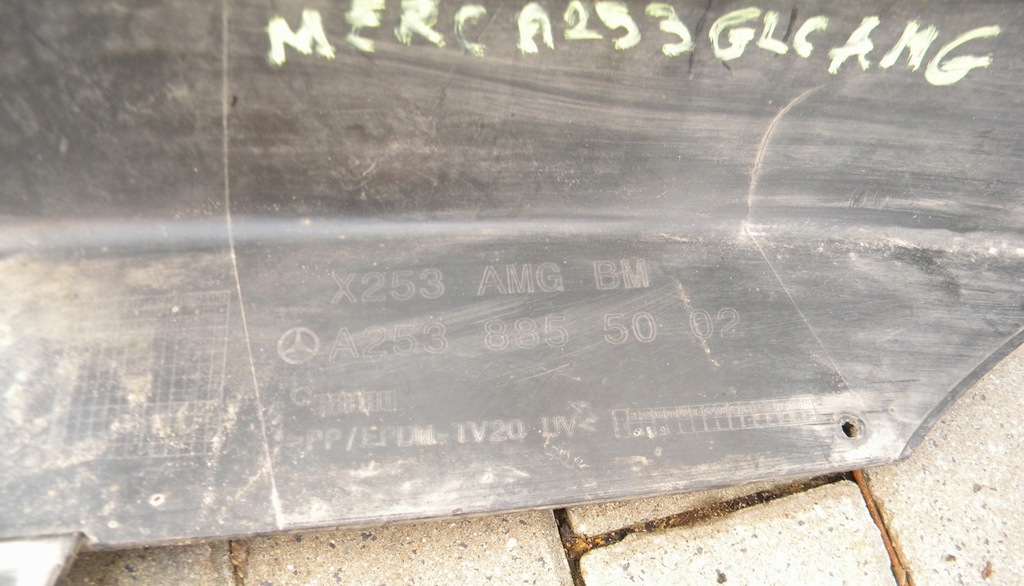 MERC A253 GLC AMG
X253 AMG BM
A253 885 50 02
>PP/EPDM-TV20 UV<